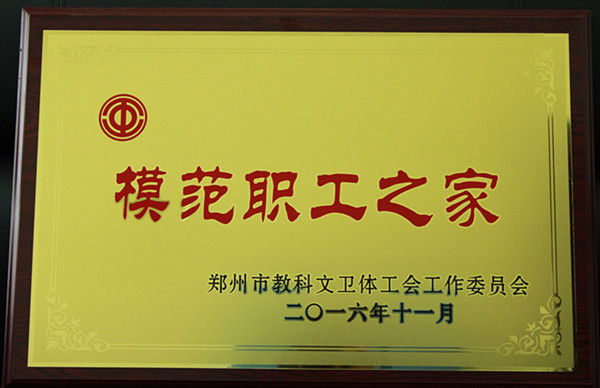 模范职工之家
郑州市教科文卫体工会工作委员会
二〇一六年十一月